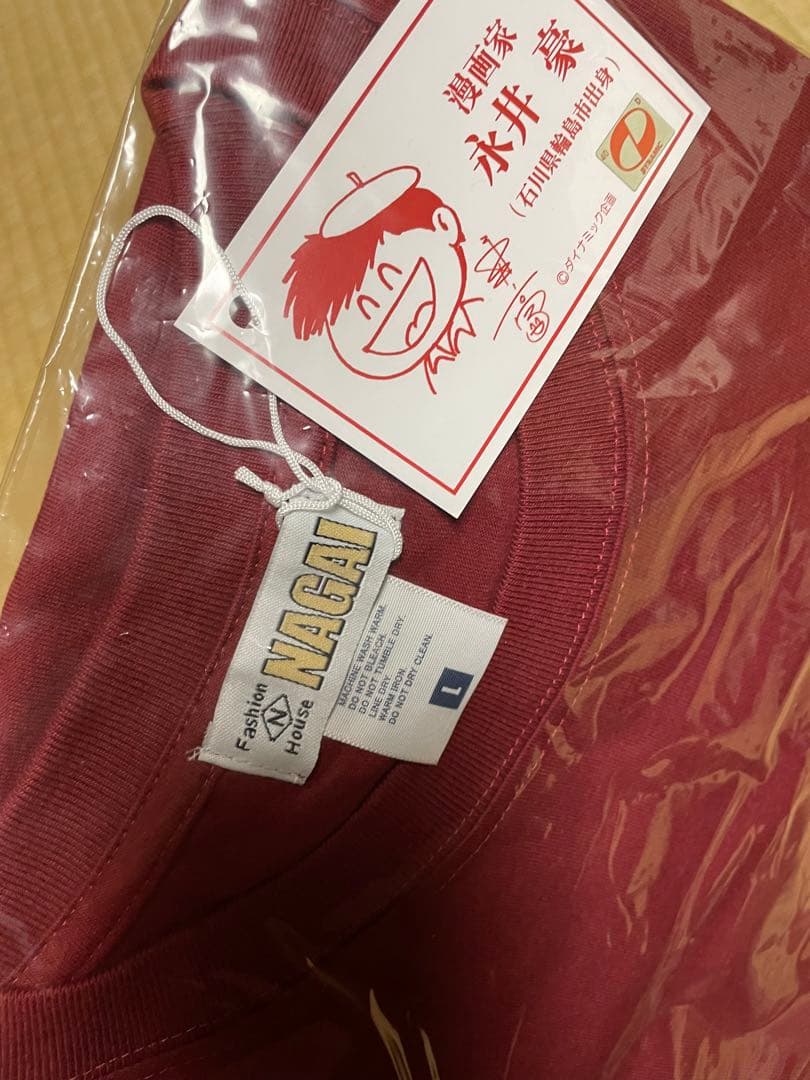 漫画家
永井 豪
(石川県輪島市出身)
©ダイナミック企画
D
DYNAMIC
NAGAI
Fashion
N
House
MACHINE WASH WARM.
DO NOT BLEACH.
DO NOT TUMBLE DRY.
LINE DRY.
WARM IRON.
DO NOT DRY CLEAN.
L